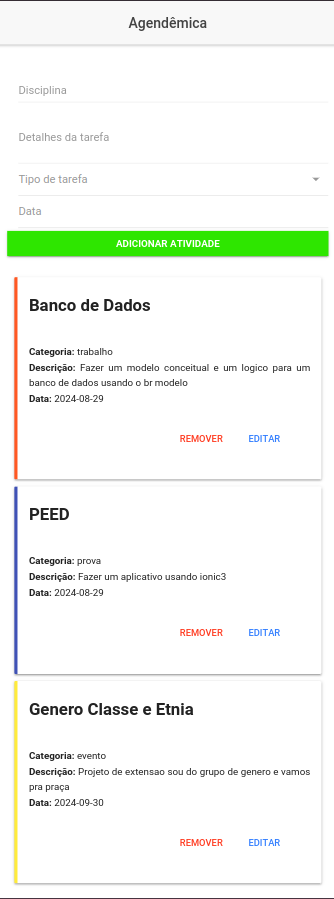 Agendêmica
Disciplina
Detalhes da tarefa
Tipo de tarefa
Data
ADICIONAR ATIVIDADE
Banco de Dados
Categoria: trabalho
Descrição: Fazer um modelo conceitual e um logico para um
banco de dados usando o br modelo
Data: 2024-08-29
REMOVER EDITAR
PEED
Categoria: prova
Descrição: Fazer um aplicativo usando ionic3
Data: 2024-08-29
REMOVER EDITAR
Genero Classe e Etnia
Categoria: evento
Descrição: Projeto de extensao sou do grupo de genero e vamos
pra praça
Data: 2024-09-30
REMOVER EDITAR